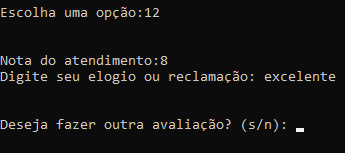 Escolha uma opção:12
Nota do atendimento:8
Digite seu elogio ou reclamação: excelente
Deseja fazer outra avaliação? (s/n):